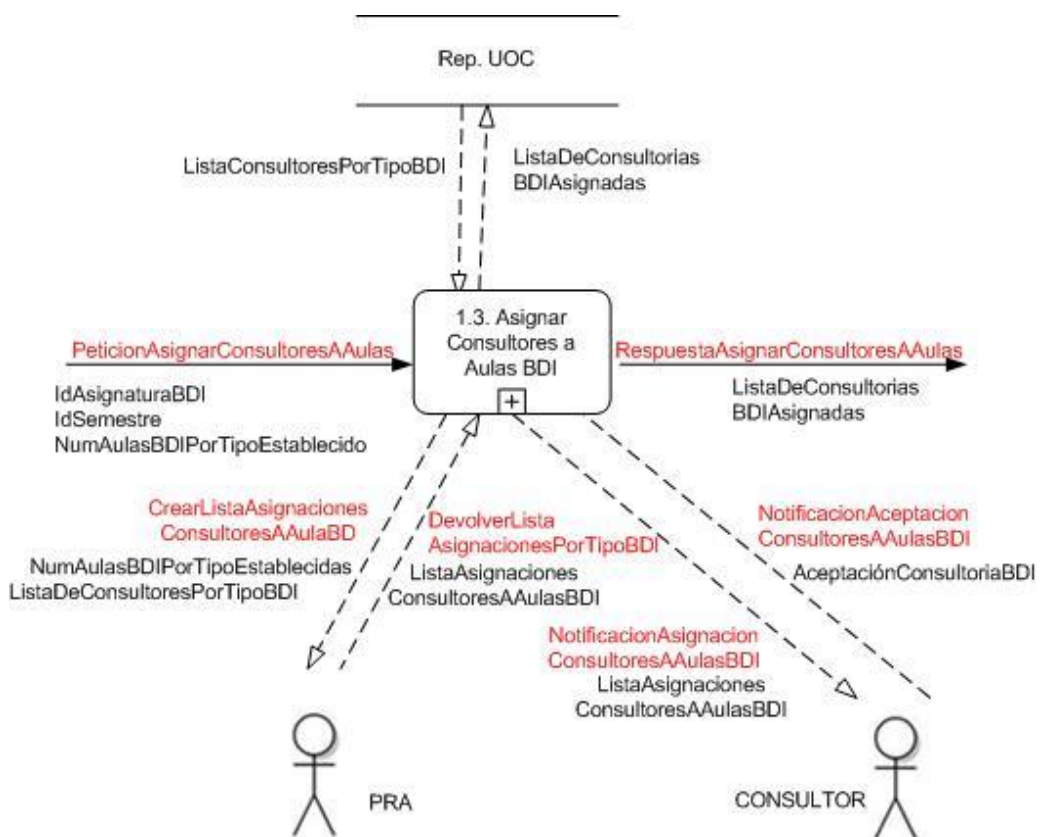 Rep. UOC
ListaConsultoresPorTipoBDI
ListaDeConsultorias
BDIAsignadas
PeticionAsignarConsultoresAAulas
IdAsignaturaBDI
IdSemestre
NumAulasBDIPorTipoEstablecido
1.3. Asignar
Consultores a
Aulas BDI
+
RespuestaAsignarConsultoresAAulas
ListaDeConsultorias
BDIAsignadas
CrearListaAsignaciones
ConsultoresAAulaBD
NumAulasBDIPorTipoEstablecidas
ListaDeConsultoresPorTipoBDI
DevolverLista
AsignacionesPorTipoBDI
ListaAsignaciones
ConsultoresAAulasBDI
NotificacionAsignacion
ConsultoresAAulasBDI
ListaAsignaciones
ConsultoresAAulasBDI
NotificacionAceptacion
ConsultoresAAulasBDI
AceptaciónConsultoriaBDI
PRA
CONSULTOR